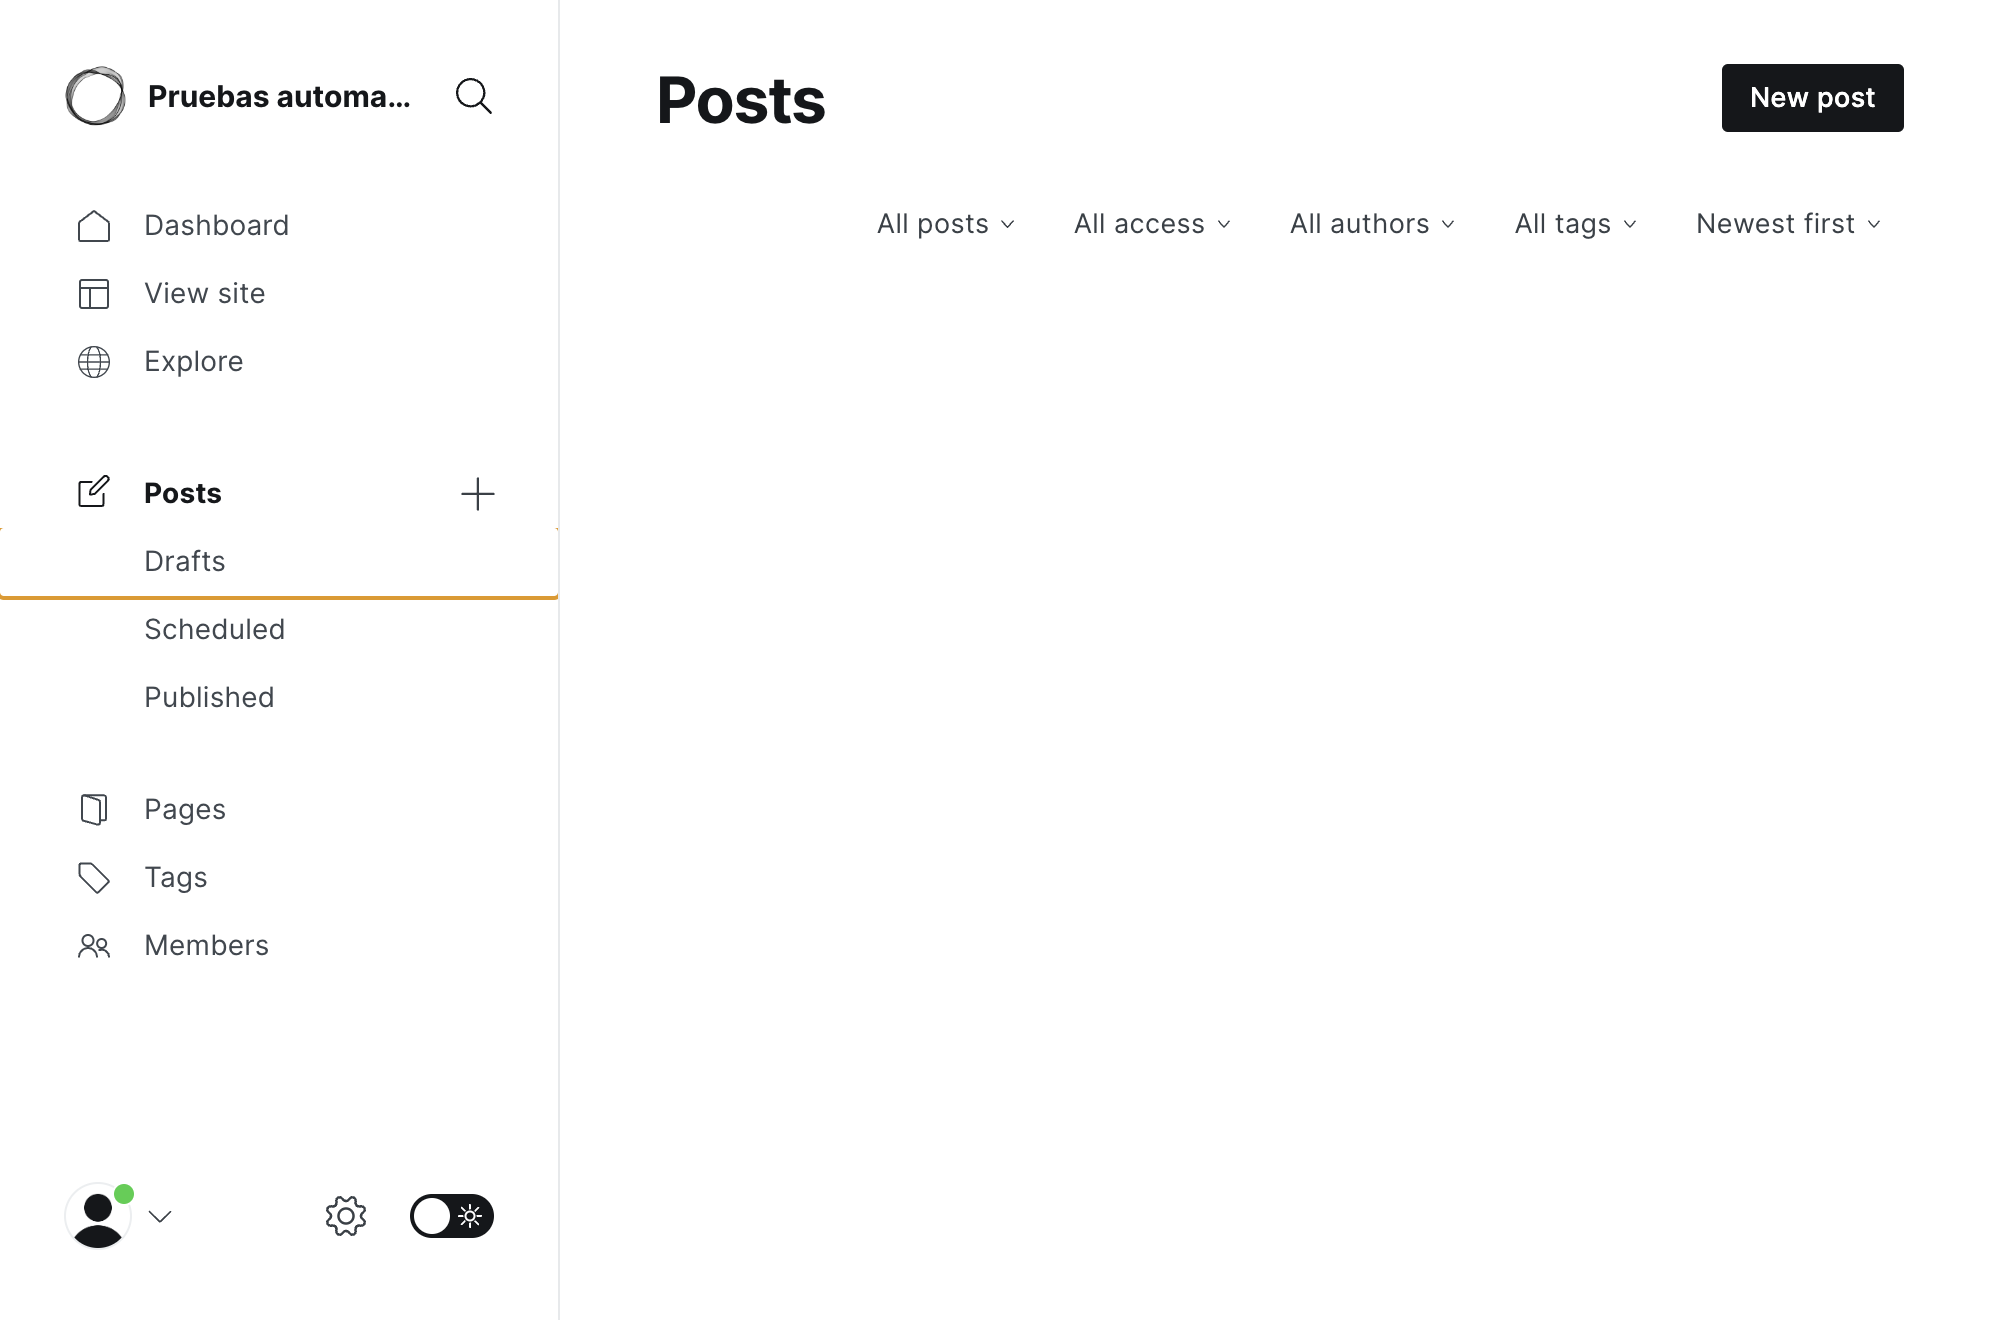 Pruebas automa...
Dashboard
View site
Explore
Posts
Drafts
Scheduled
Published
Pages
Tags
Members
Posts
New post
All posts
All access
All authors
All tags
Newest first